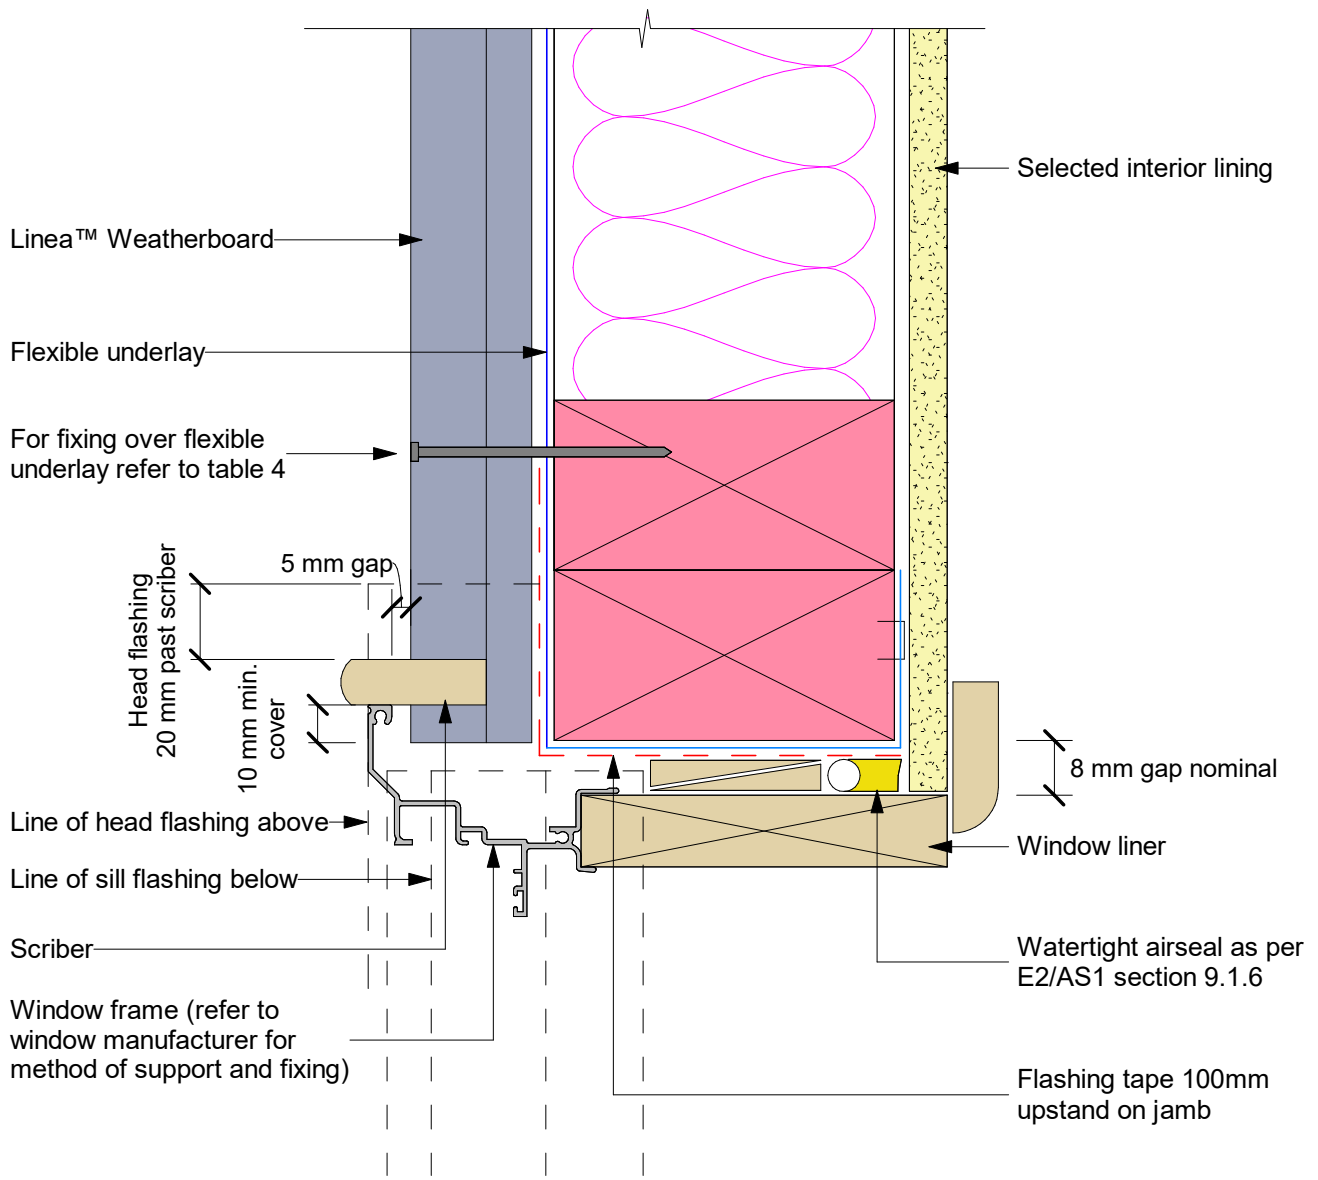 Selected interior lining
Linea™ Weatherboard
Flexible underlay
For fixing over flexible
underlay refer to table 4
5 mm gap
Head flashing
20 mm past scriber
10 mm min.
cover
8 mm gap nominal
Line of head flashing above
Window liner
Line of sill flashing below
Scriber
Watertight airseal as per
E2/AS1 section 9.1.6
Window frame (refer to
window manufacturer for
method of support and fixing)
Flashing tape 100mm
upstand on jamb